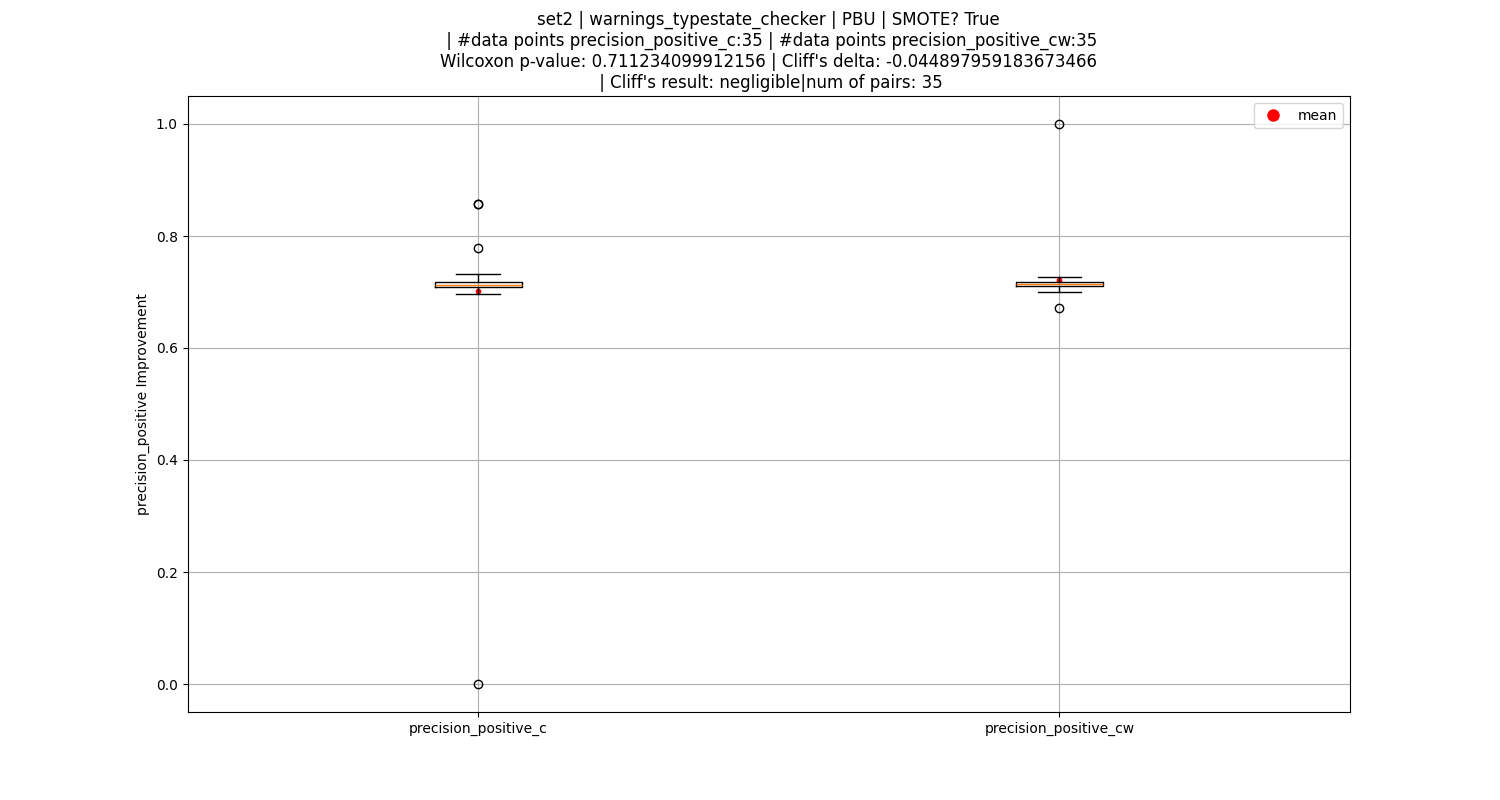 set2 | warnings_typestate_checker | PBU | SMOTE? True
| #data points precision_positive_c:35 | #data points precision_positive_cw:35
Wilcoxon p-value: 0.711234099912156 | Cliff's delta: -0.044897959183673466
| Cliff's result: negligible|num of pairs: 35
mean
1.0
0.8
0.6
0.4
0.2
0.0
precision_positive Improvement
precision_positive_c
precision_positive_cw